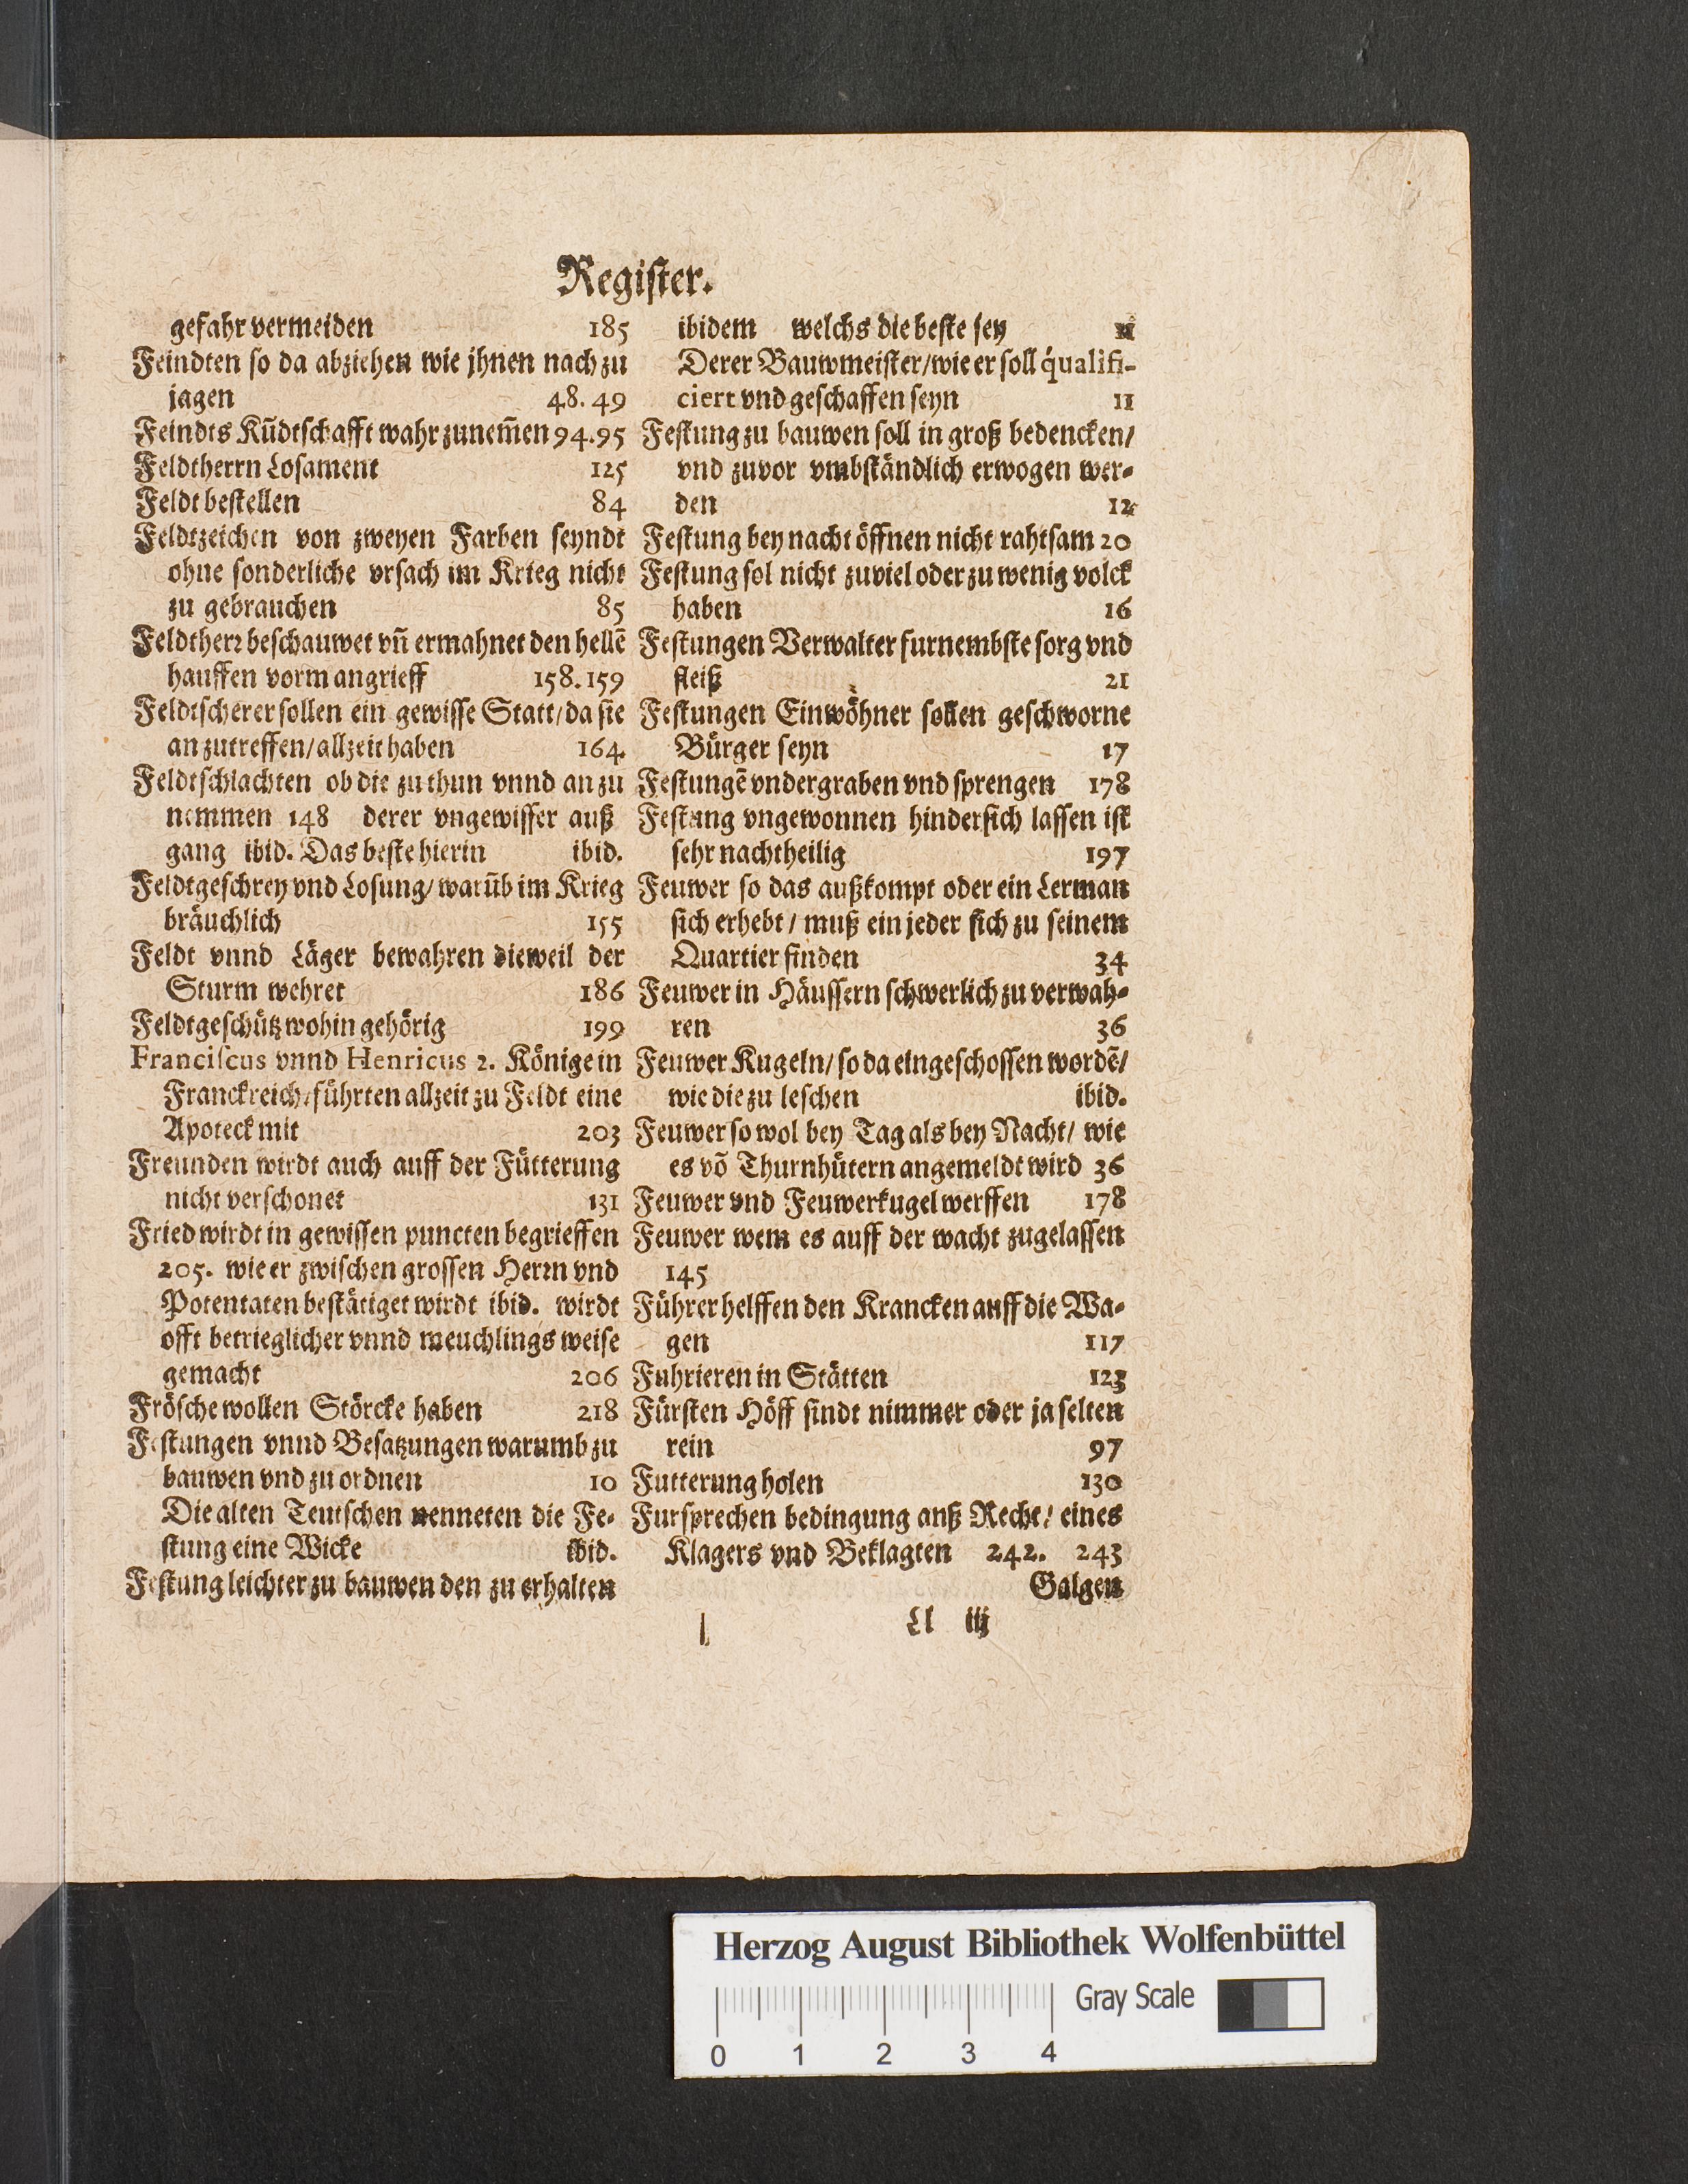 Register.
gefahr vermeiden 185
Feindten so da abziehen wie jhnen nach zu
jagen 48. 49
Feindts Kūdtschafft wahr zunem̄en 94. 95
Feldtherrn Losament 125
Feldt bestellen 84
Feldtzeichen von zweyen Farben seyndt
ohne sonderliche vrsach im Krieg nicht
zu gebrauchen 85
Feldtherr beschauwet vn̄ ermahnet den hellē
hauffen vorm angrieff 158. 159
Feldtscherer sollen ein gewisse Statt/ da sie
an zutreffen/ allzeit haben 164
Feldtschlachten ob die zu thun vnnd an zu
nemmen 148 derer vngewisser auß
gang ibid. Das beste hierin ibid.
Feldtgeschrey vnd Losung/ warūb im Krieg
bräuchlich 155
Feldt vnnd Läger bewahren dieweil der
Sturm wehret 186
Feldtgeschütz wohin gehörig 199
Franciscus vnnd Henricus 2. Könige in
Franckreich/ führten allzeit zu Feldt eine
Apoteck mit 203
Freunden wirdt auch auff der Fütterung
nicht verschonet 131
Fried wirdt in gewissen puncten begrieffen
205. wie er zwischen grossen Herrn vnd
Potentaten bestätiget wirdt ibid. wirdt
offt betrieglicher vnnd meuchlings weise
gemacht 206
Frösche wollen Störcke haben 218
Festungen vnnd Besatzungen warumb zu
bauwen vnd zu ordnen 10
Die alten Teutschen nenneten die Fe-
stung eine Wicke ibid.
Festung leichter zu bauwen den zu erhalten
ibidem welchs die beste sey 11
Derer Bauwmeister/ wie er soll qualifi-
ciert vnd geschaffen seyn 11
Festung zu bauwen soll in groß bedencken/
vnd zuvor vmbständlich erwogen wer-
den 12
Festung bey nacht öffnen nicht rahtsam 20
Festung sol nicht zuviel oder zu wenig volck
haben 16
Festungen Verwalter furnembste sorg vnd
fleiß 21
Festungen Einwöhner sollen geschworne
Bürger seyn 17
Festungē vndergraben vnd sprengen 178
Festung vngewonnen hindersich lassen ist
sehr nachtheilig 197
Feuwer so das außkompt oder ein Lerman
sich erhebt/ muß ein jeder sich zu seinem
Quartier finden 34
Feuwer in Häussern schwerlich zu verwah-
ren 36
Feuwer Kugeln/ so da eingeschossen wordē/
wie die zu leschen ibid.
Feuwer so wol bey Tag als bey Nacht/ wie
es vō Thurnhütern angemeldt wird 36
Feuwer vnd Feuwerkugel werffen 178
Feuwer wem es auff der wacht zugelassen
145
Führer helffen den Krancken auff die Wa-
gen 117
Fuhrieren in Stätten 123
Fürsten Höff sindt nimmer oder ja selten
rein 97
Futterung holen 130
Fursprechen bedingung anß Recht/ eines
Klagers vnd Beklagten 242. 243
Galgen
Ll iij
Herzog August Bibliothek Wolfenbüttel
Gray Scale
0 1 2 3 4